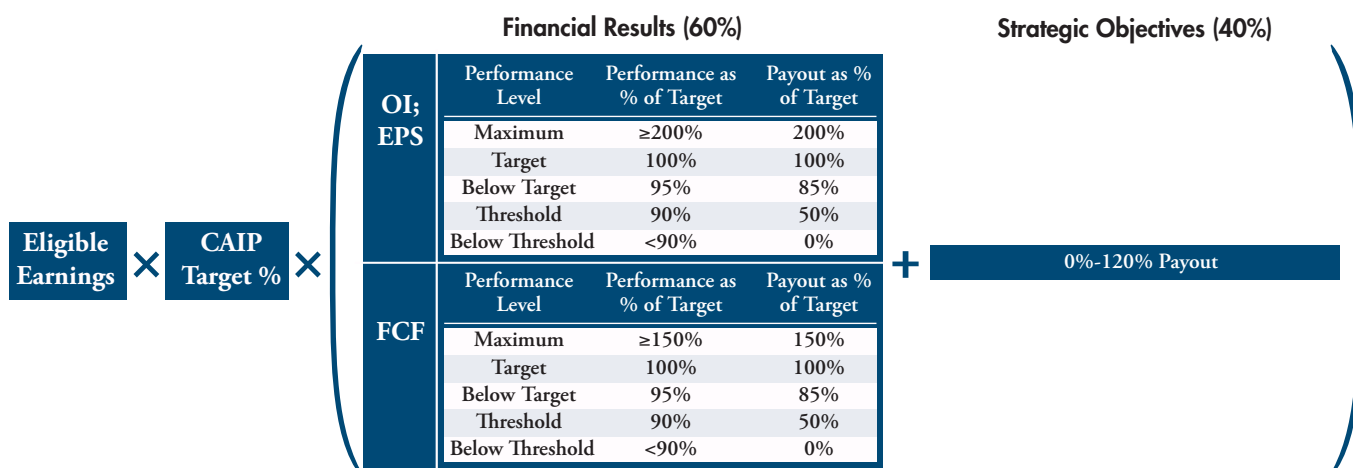 Financial Results (60%)
Strategic Objectives (40%)
Eligible
Earnings
×
CAIP
Target %
×
OI;
EPS
Performance Level Performance as % of Target Payout as % of Target
Maximum ≥200% 200%
Target 100% 100%
Below Target 95% 85%
Threshold 90% 50%
Below Threshold <90% 0%
FCF
Performance Level Performance as % of Target Payout as % of Target
Maximum ≥150% 150%
Target 100% 100%
Below Target 95% 85%
Threshold 90% 50%
Below Threshold <90% 0%
+
0%-120% Payout